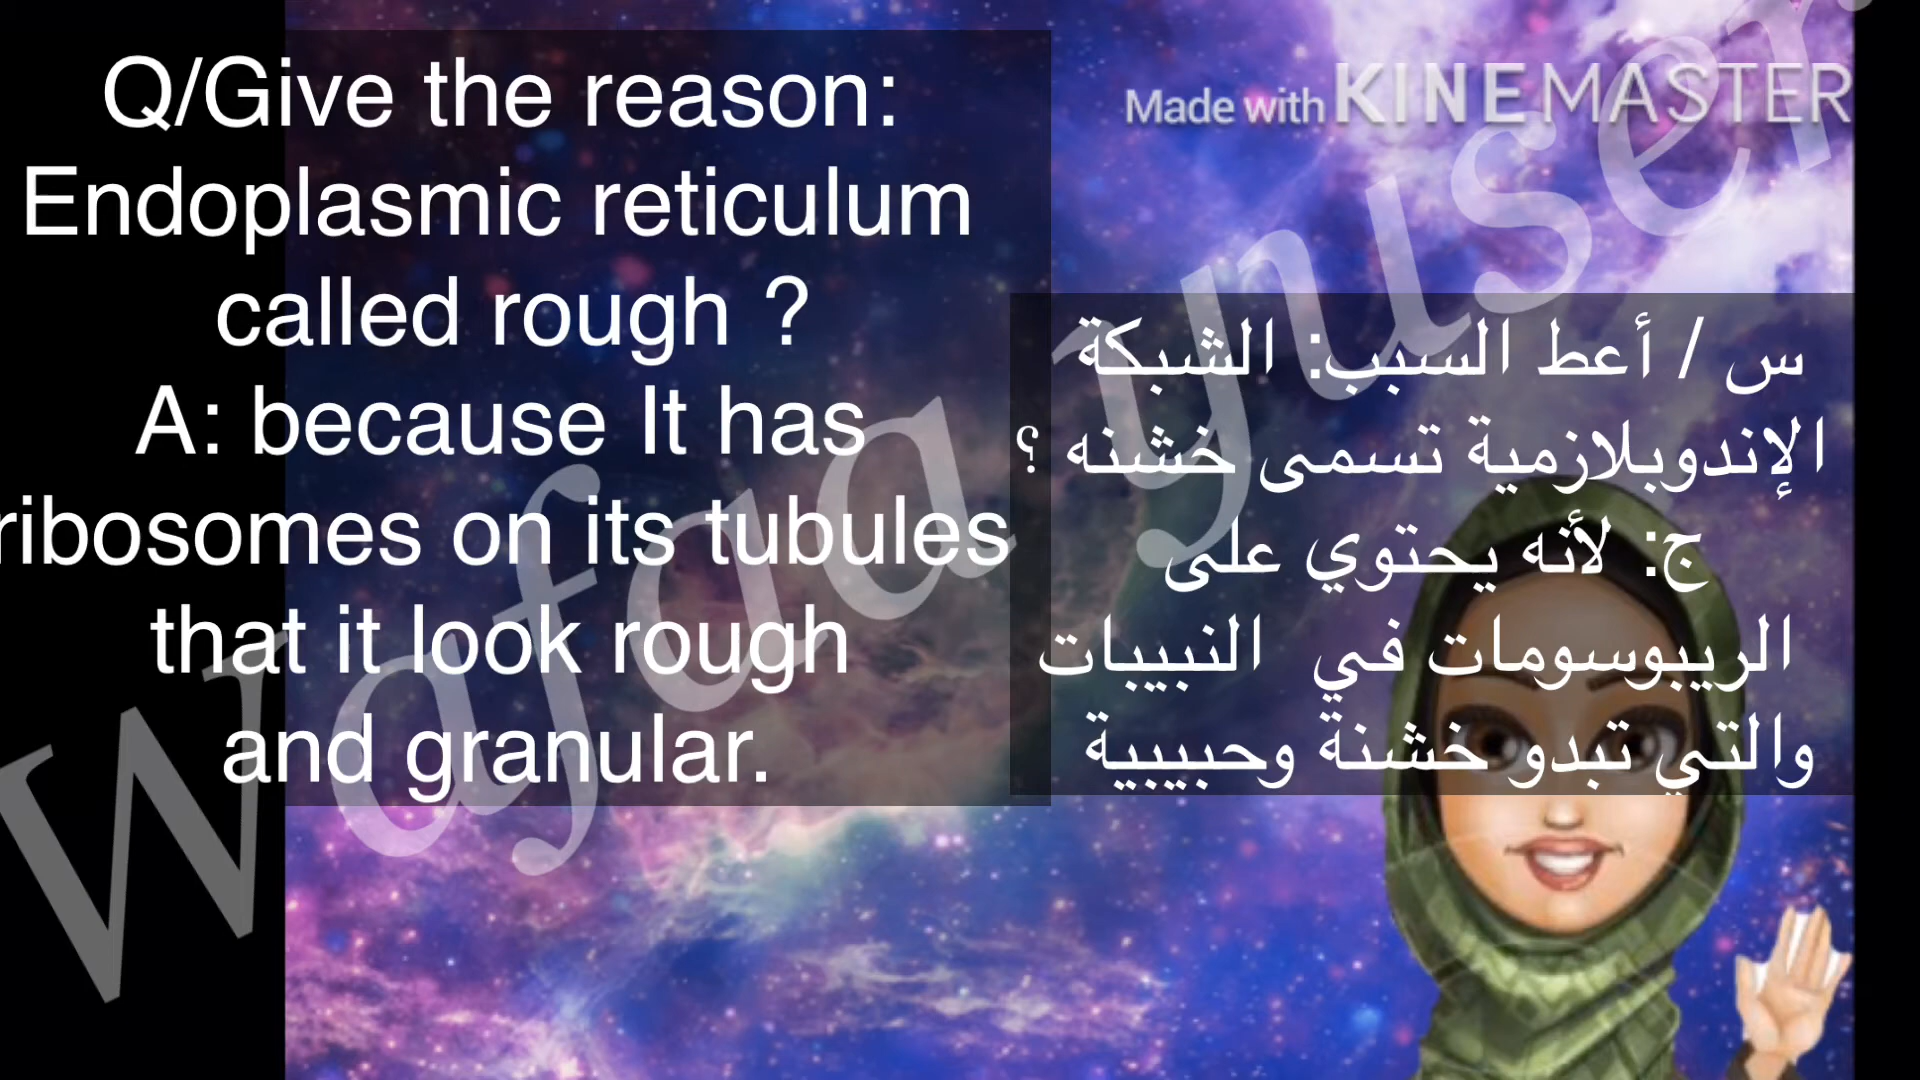 Q/Give the reason:
Endoplasmic reticulum
called rough ?
A: because It has
ribosomes on its tubules
that it look rough
and granular.
Made with KINEMASTER
س / أعط السبب: الشبكة
الإندوبلازمية تسمى خشنه ؟
ج: لأنه يحتوي على
الريبوسومات في النبيبات
والتي تبدو خشنة وحبيبية
Wafaa yuser